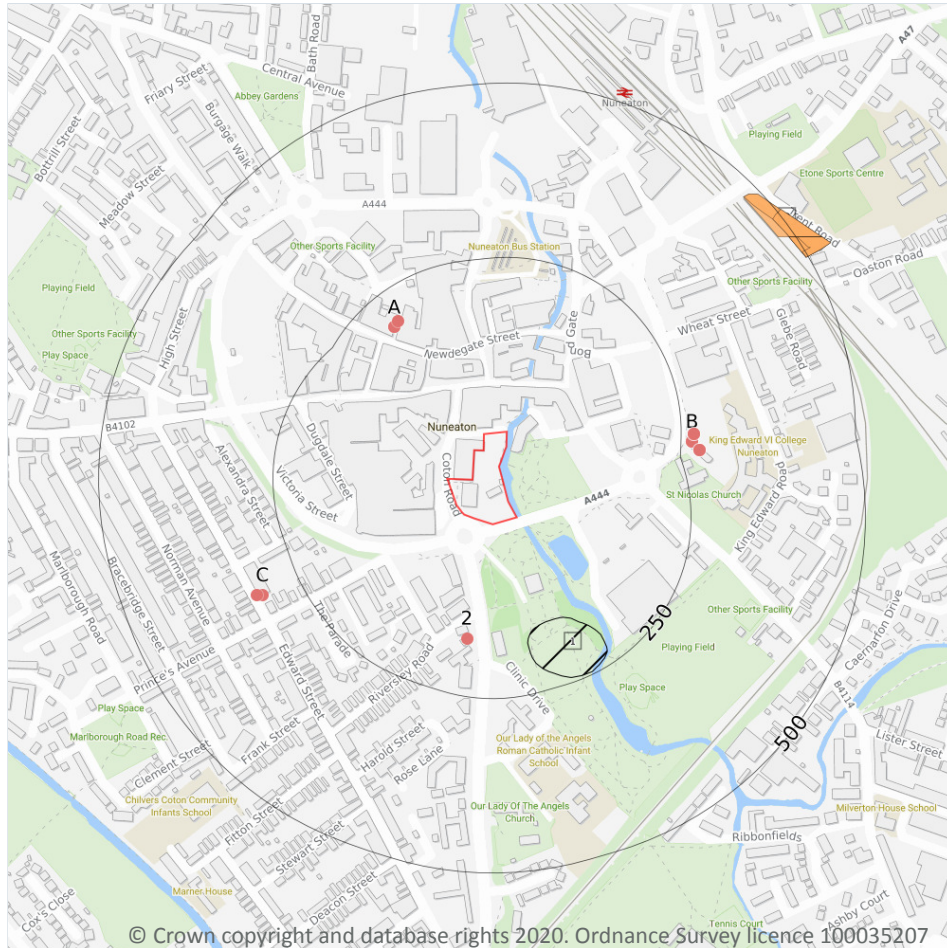 Bath Road
A47
Friary Street
Central Avenue
Nuneaton
Abbey Gardens
Burgage Walk
Bottrill Street
Playing Field
Etone Sports Centre
Meadow Street
A444
Other Sports Facility
Nuneaton Bus Station
Oaston Road
Playing Field
Other Sports Facility
A
Other Sports Facility
Play Space
High Street
Newdegate Street
Bond Gate
Wheat Street
Glebe Road
B4102
Nuneaton
B
King Edward VI College
Nuneaton
Dugdale Street
Alexandra Street
Victoria Street
Coton Road
A444
St Nicolas Church
King Edward Road
Marlborough Road
Bracebridge Street
Norman Avenue
C
The Parade
2
1
250
Other Sports Facility
Playing Field
Caernarfon Drive
Prince's Avenue
Edward Street
Riversley Road
Clinic Drive
Play Space
B4114
Play Space
Marlborough Road Rec
Clement Street
Frank Street
Harold Street
Rose Lane
Our Lady of the Angels
Roman Catholic Infant
School
500
Lister Street
Chilvers Coton Community
Infants School
Fitton Street
Stewart Street
Our Lady Of The Angels
Church
Milverton House School
Ribbonfields
Marner House
Deacon Street
Cox's Close
Tennis Court
Ashby Court
© Crown copyright and database rights 2020. Ordnance Survey licence 100035207